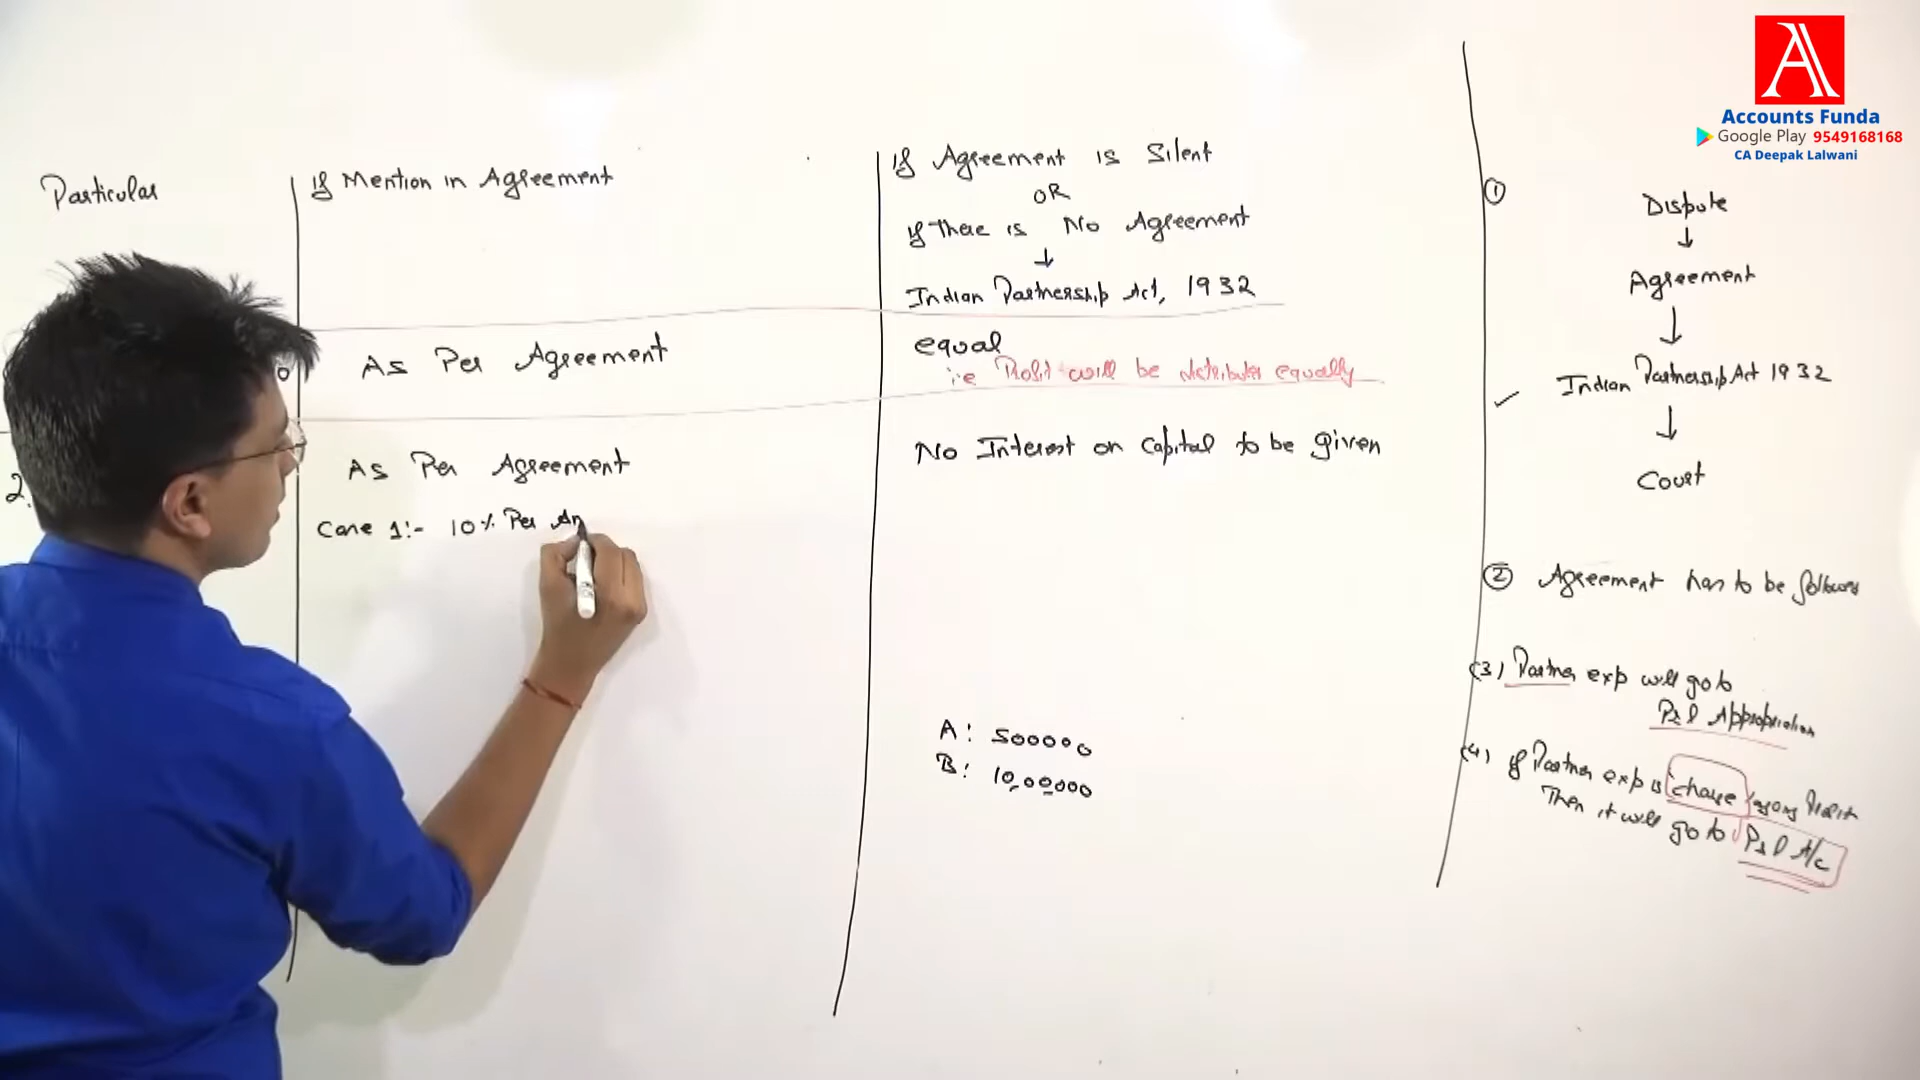 Accounts Funda
Google Play 9549168168
CA Deepak Lalwani
Particular
If Mention in Agreement
If Agreement is Silent
OR
If There is No Agreement
↓
Indian Partnership Act, 1932
As Per Agreement
equal
i.e Profit will be distributes equally
2.
As Per Agreement
No Interest on Capital to be given
Case 1:- 10% Per An
A: 500000
B: 10,00,000
① Dispute
↓
Agreement
↓
Indian Partnership Act 1932
↓
Court
② Agreement has to be followed
(3) Partner exp will go to
P&l Appropriation
(4) If Partner exp is charge Profit
Then it will go to P&l A/c